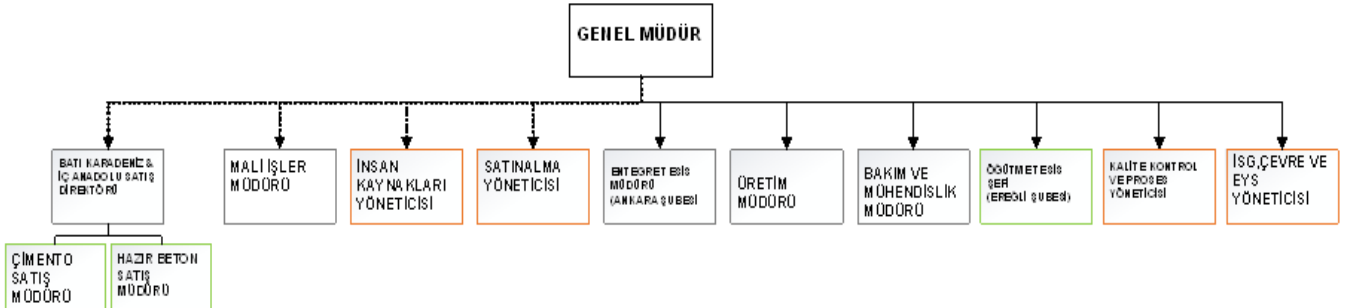 GENEL MÜDÜR
BATI KARADENİZ &
İÇ ANADOLU SATIŞ
DİREKTÖRÜ
MALİ İŞLER
MÜDÜRÜ
İNSAN
KAYNAKLARI
YÖNETİCİSİ
SATINALMA
YÖNETİCİSİ
ENTEGRE TESİS
MÜDÜRÜ
(ANKARA ŞUBESİ
ÜRETİM
MÜDÜRÜ
BAKIM VE
MÜHENDİSLİK
MÜDÜRÜ
ÖĞÜTME TESİS
ŞEFİ
(EREĞLİ ŞUBESİ)
KALİTE KONTROL
VE PROSES
YÖNETİCİSİ
İSG,ÇEVRE VE
EYS
YÖNETİCİSİ
ÇİMENTO
SATIŞ
MÜDÜRÜ
HAZIR BETON
SATIŞ
MÜDÜRÜ